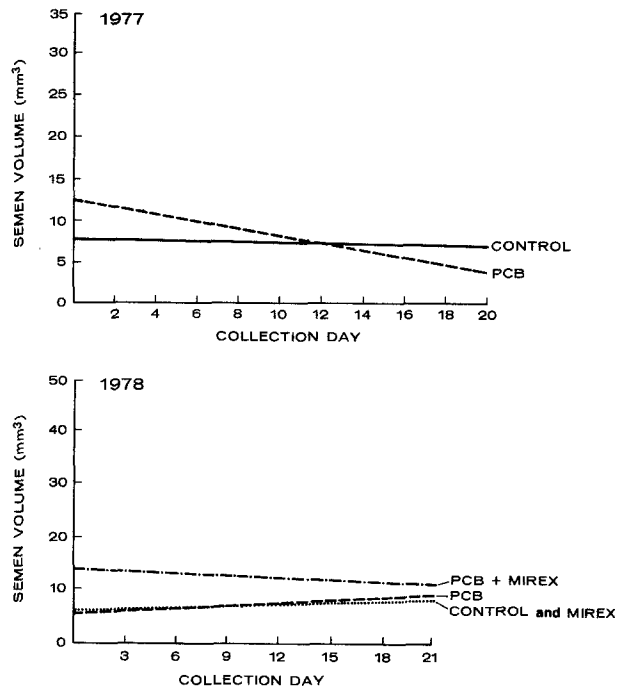 1977
SEMEN VOLUME (mm³)
35
30
25
20
15
10
5
0
CONTROL
PCB
2 4 6 8 10 12 14 16 18 20
COLLECTION DAY
1978
SEMEN VOLUME (mm³)
50
40
30
20
10
0
PCB + MIREX
PCB
CONTROL and MIREX
3 6 9 12 15 18 21
COLLECTION DAY